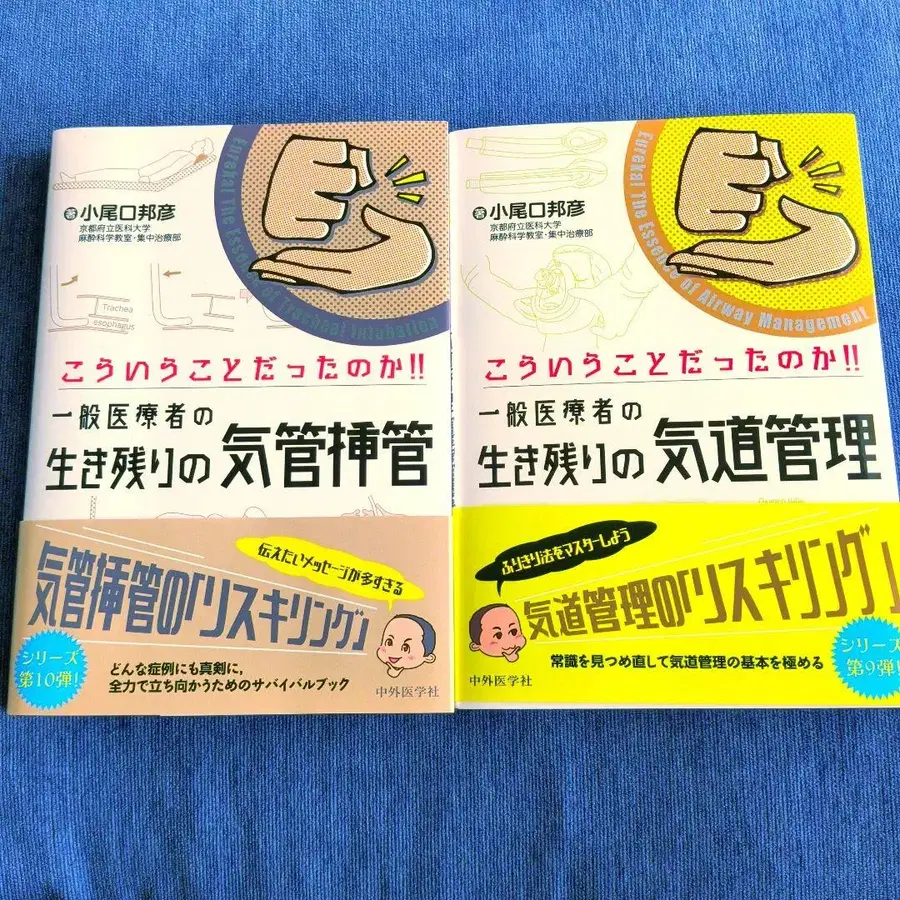 Eureka! The Essence of Tracheal Intubation
著 小尾口邦彦
京都府立医科大学
麻酔科学教室・集中治療部
Trachea
esophagus
こういうことだったのか!!
一般医療者の
生き残りの 気管挿管
伝えたいメッセージが多すぎる
気管挿管の「リスキリング」
シリーズ
第10弾!
どんな症例にも真剣に,
全力で立ち向かうためのサバイバルブック
中外医学社
Eureka! The Essence of Airway Management
著 小尾口邦彦
京都府立医科大学
麻酔科学教室・集中治療部
こういうことだったのか!!
一般医療者の
生き残りの 気道管理
ふりきり法をマスターしよう
気道管理の「リスキリング」
常識を見つめ直して気道管理の基本を極める
シリーズ
第9弾!
中外医学社